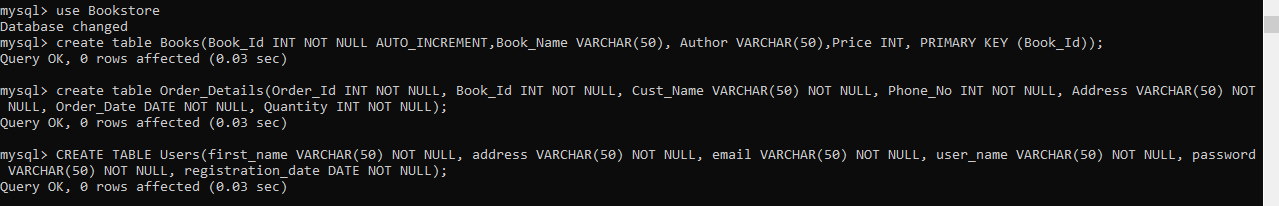 mysql> use Bookstore
Database changed
mysql> create table Books(Book_Id INT NOT NULL AUTO_INCREMENT,Book_Name VARCHAR(50), Author VARCHAR(50),Price INT, PRIMARY KEY (Book_Id));
Query OK, 0 rows affected (0.03 sec)
mysql> create table Order_Details(Order_Id INT NOT NULL, Book_Id INT NOT NULL, Cust_Name VARCHAR(50) NOT NULL, Phone_No INT NOT NULL, Address VARCHAR(50) NOT
NULL, Order_Date DATE NOT NULL, Quantity INT NOT NULL);
Query OK, 0 rows affected (0.03 sec)
mysql> CREATE TABLE Users(first_name VARCHAR(50) NOT NULL, address VARCHAR(50) NOT NULL, email VARCHAR(50) NOT NULL, user_name VARCHAR(50) NOT NULL, password
VARCHAR(50) NOT NULL, registration_date DATE NOT NULL);
Query OK, 0 rows affected (0.03 sec)